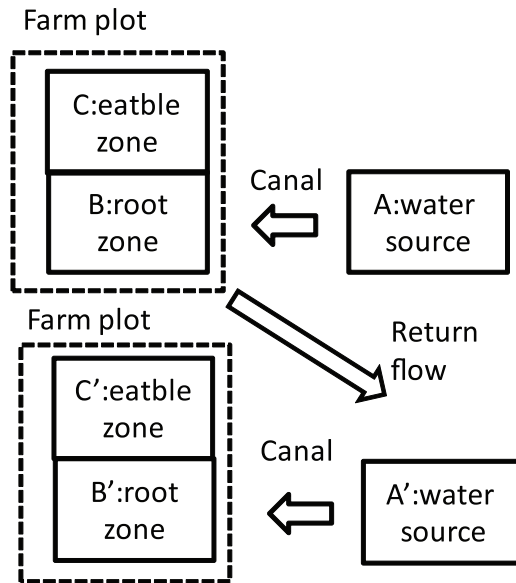 Farm plot
C:eatble
zone
B:root
zone
Canal
A:water
source
Farm plot
Return
flow
C’:eatble
zone
B’:root
zone
Canal
A’:water
source